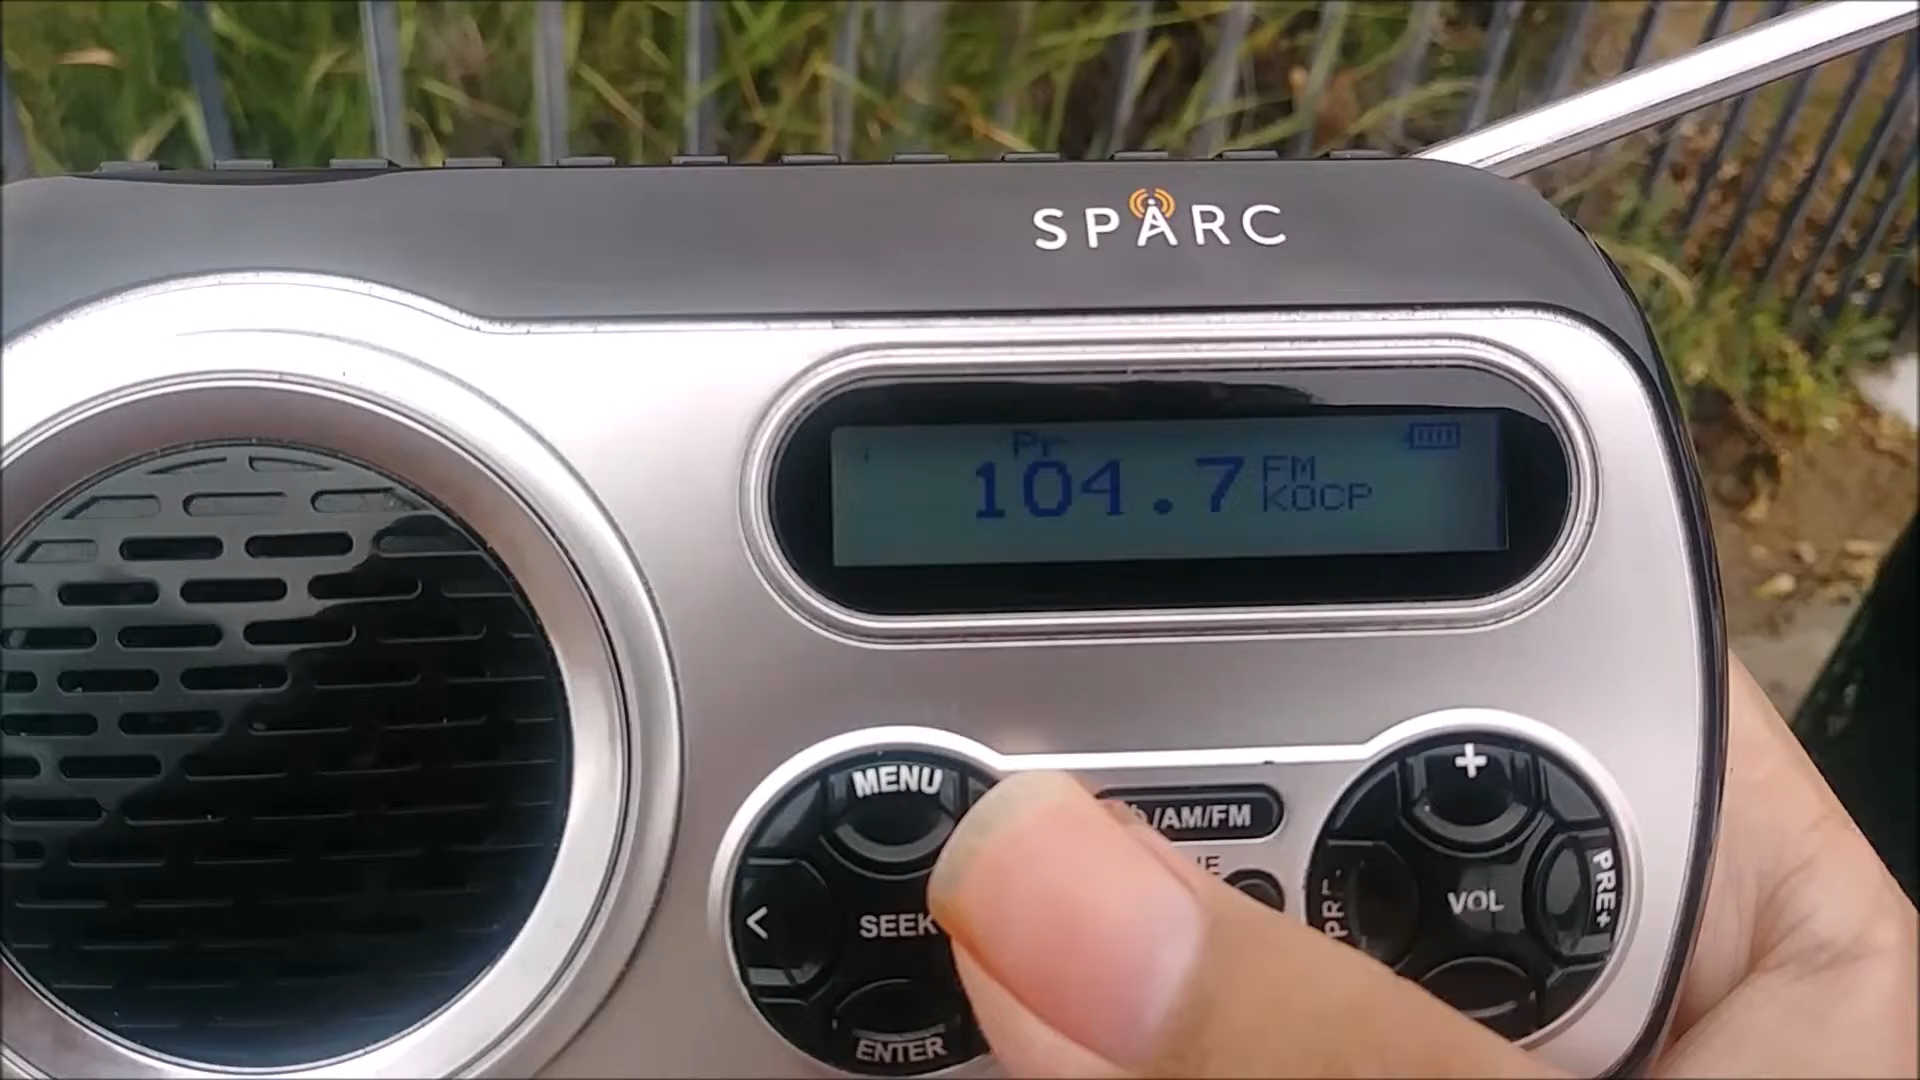 SPARC
Pr
104.7 FM
KOCP
MENU
/AM/FM
SEEK
<
VOL
+
PRE+
ENTER